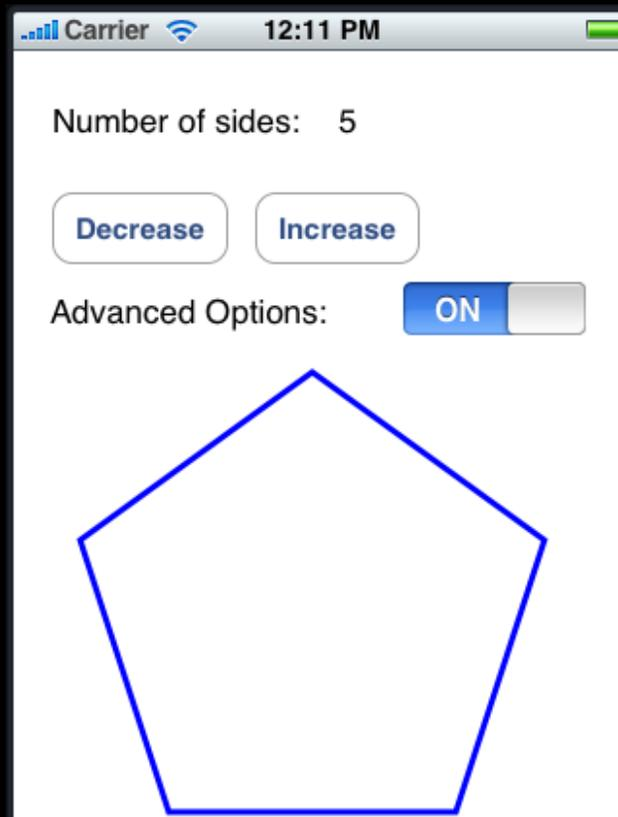 Carrier 12:11 PM
Number of sides: 5
Decrease Increase
Advanced Options: ON